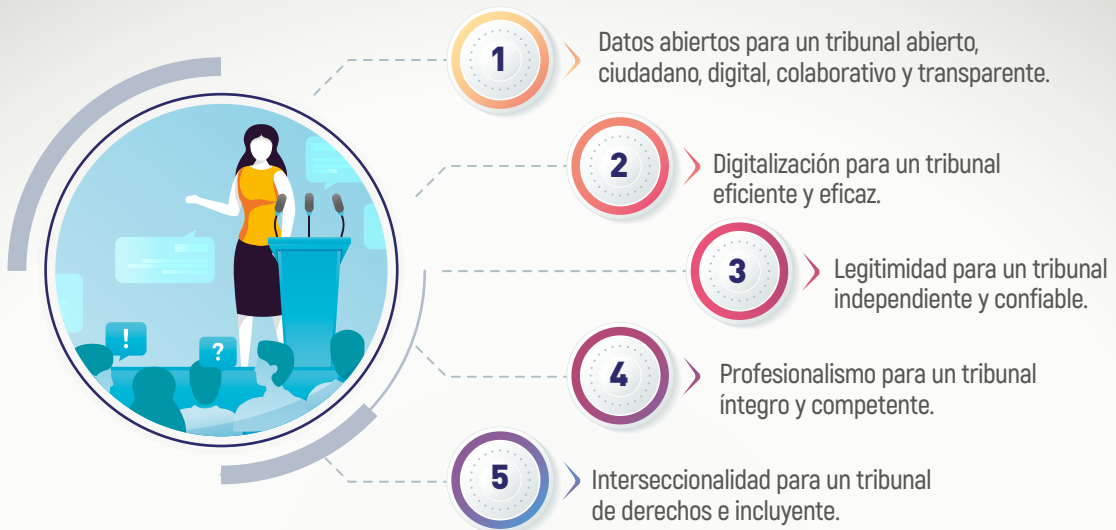 1
Datos abiertos para un tribunal abierto,
ciudadano, digital, colaborativo y transparente.
2
Digitalización para un tribunal
eficiente y eficaz.
3
Legitimidad para un tribunal
independiente y confiable.
4
Profesionalismo para un tribunal
íntegro y competente.
5
Interseccionalidad para un tribunal
de derechos e incluyente.
!
?